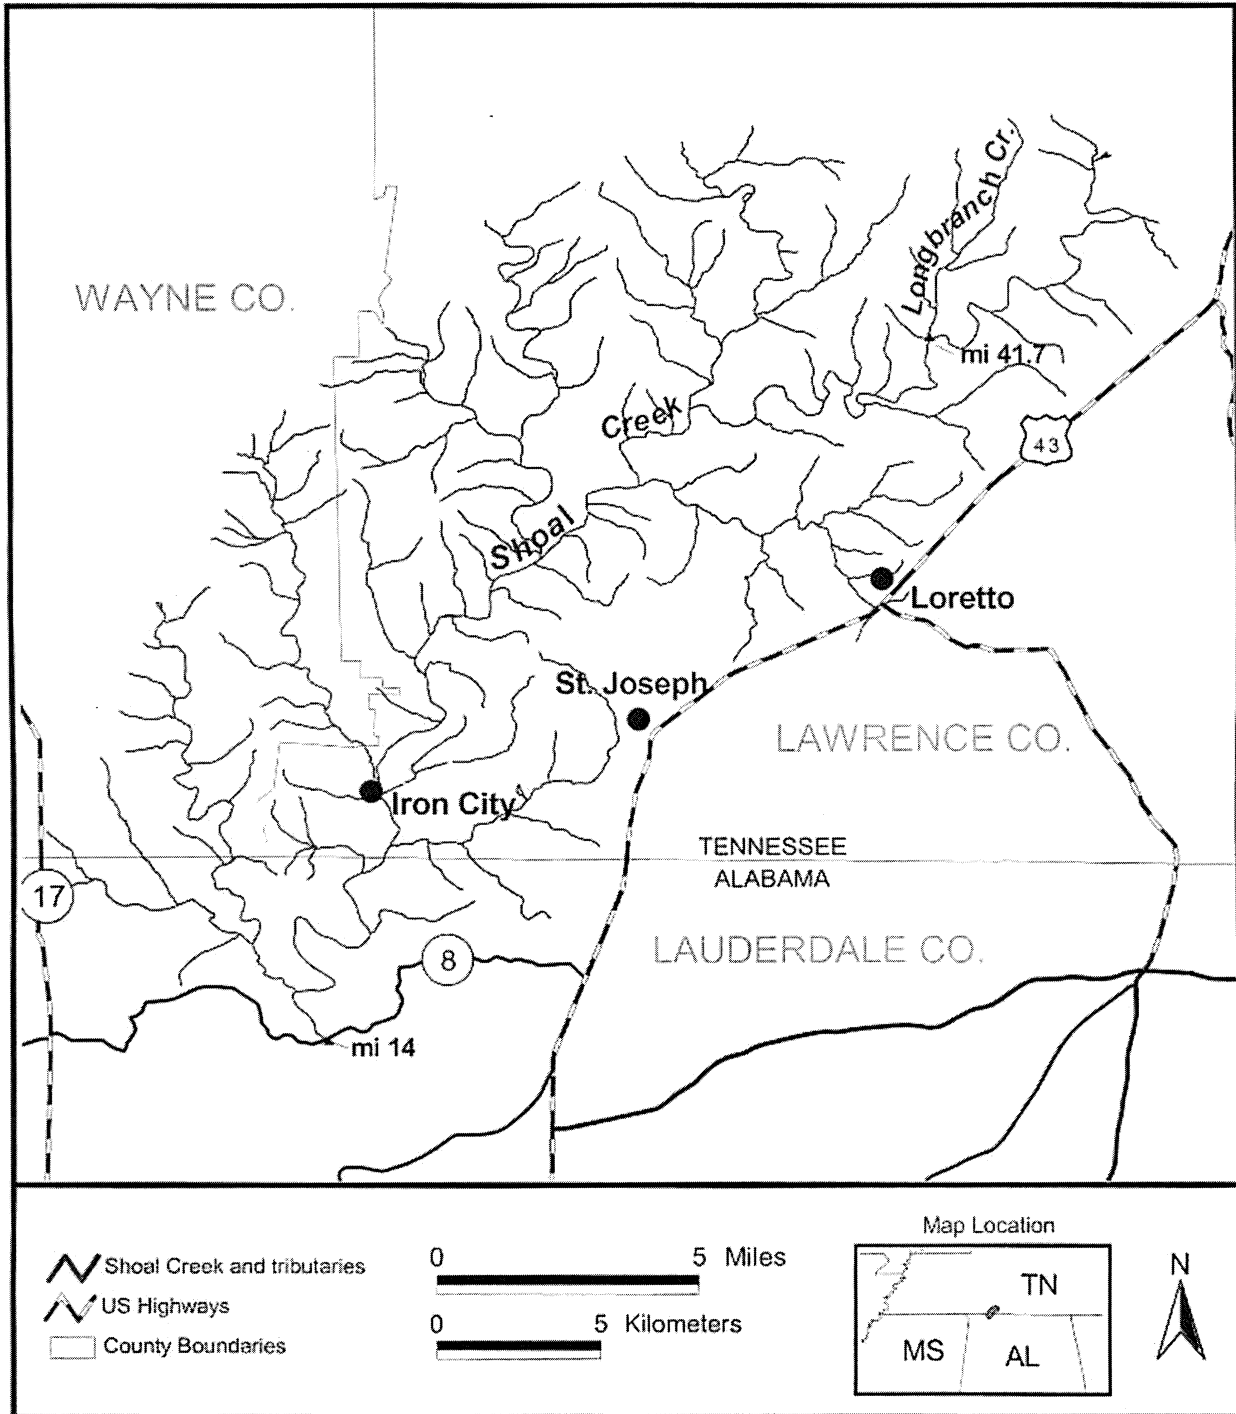 Longbranch Cr.
WAYNE CO.
mi 41.7
Creek
43
Shoal
Loretto
St. Joseph
LAWRENCE CO.
Iron City
TENNESSEE
ALABAMA
17
LAUDERDALE CO.
8
mi 14
Map Location
Shoal Creek and tributaries
US Highways
County Boundaries
0 5 Miles
0 5 Kilometers
TN
MS AL
N